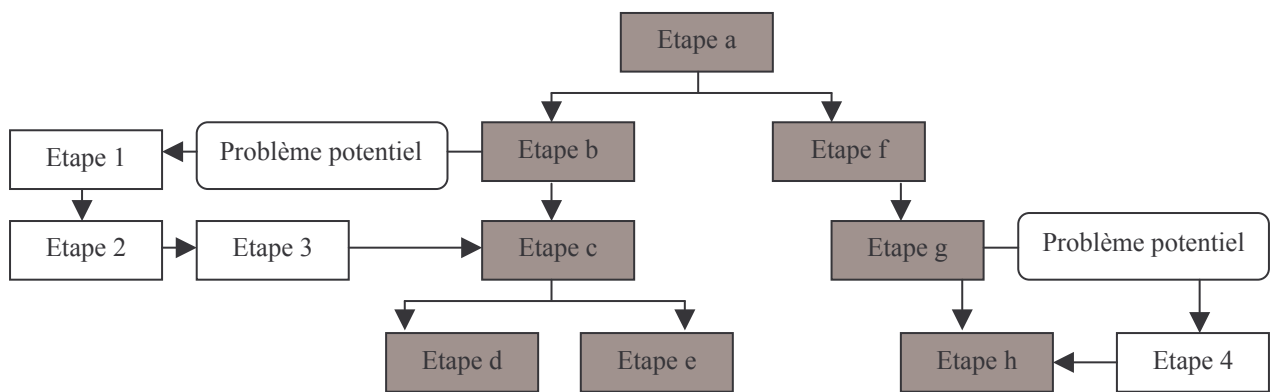 Etape a
Etape 1
Problème potentiel
Etape b
Etape f
Etape 2
Etape 3
Etape c
Etape g
Problème potentiel
Etape d
Etape e
Etape h
Etape 4